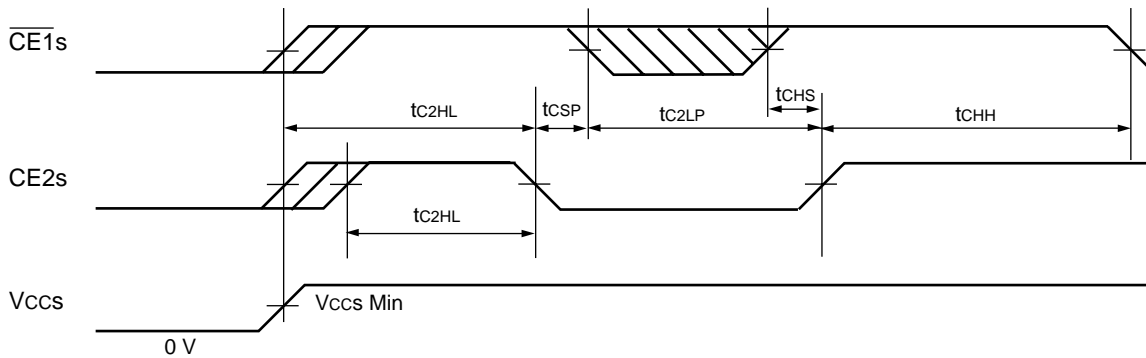 CE1s
tC2HL tCSP tC2LP tCHS tCHH
CE2s
tC2HL
VCCs
VCCs Min
0 V